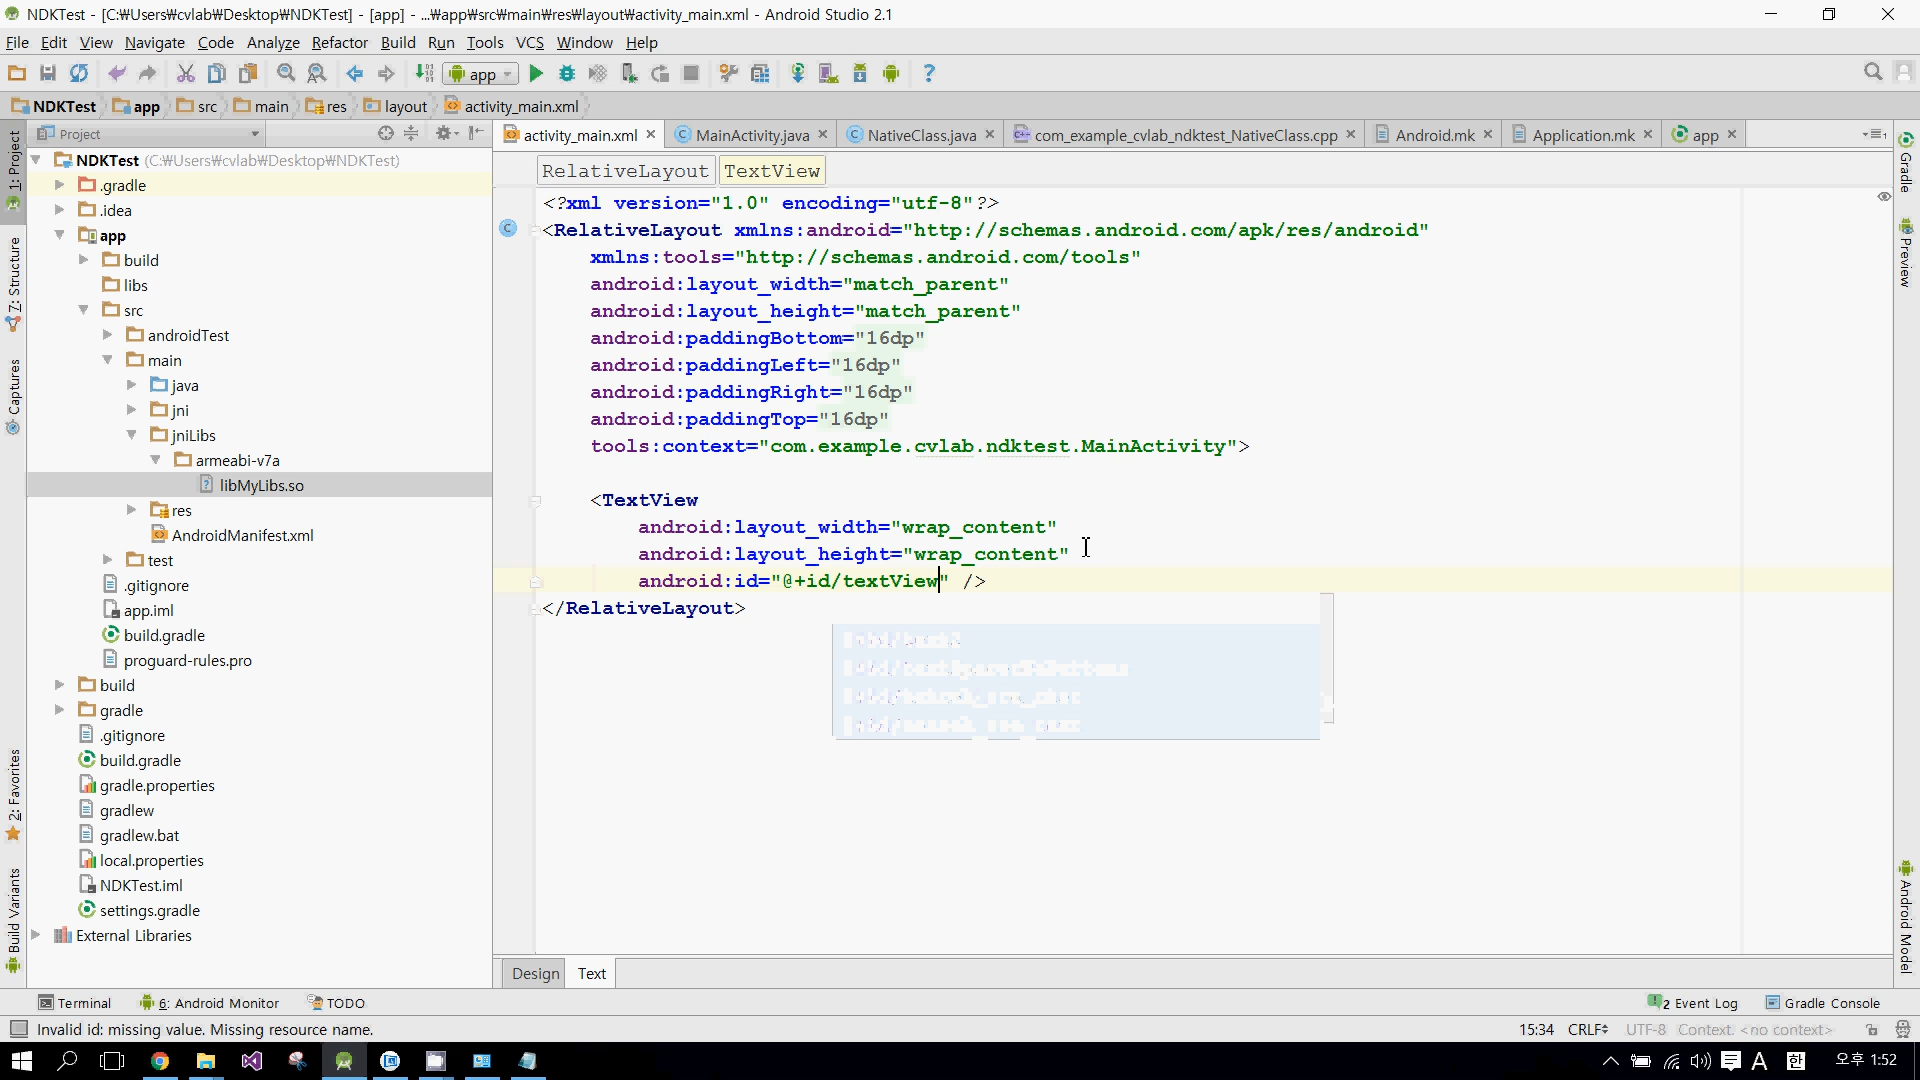 NDKTest - [C:₩Users₩cvlab₩Desktop₩NDKTest] - [app] - ...₩app₩src₩main₩res₩layout₩activity_main.xml - Android Studio 2.1
File Edit View Navigate Code Analyze Refactor Build Run Tools VCS Window Help
app
NDKTest app src main res layout activity_main.xml
Project
activity_main.xml MainActivity.java NativeClass.java com_example_cvlab_ndktest_NativeClass.cpp Android.mk Application.mk app
1: Project
Z: Structure
Captures
2: Favorites
Build Variants
NDKTest (C:₩Users₩cvlab₩Desktop₩NDKTest)
.gradle
.idea
app
build
libs
src
androidTest
main
java
jni
jniLibs
armeabi-v7a
libMyLibs.so
res
AndroidManifest.xml
test
.gitignore
app.iml
build.gradle
proguard-rules.pro
build
gradle
.gitignore
build.gradle
gradle.properties
gradlew
gradlew.bat
local.properties
NDKTest.iml
settings.gradle
External Libraries
RelativeLayout TextView
<?xml version="1.0" encoding="utf-8"?>
<RelativeLayout xmlns:android="http://schemas.android.com/apk/res/android"
xmlns:tools="http://schemas.android.com/tools"
android:layout_width="match_parent"
android:layout_height="match_parent"
android:paddingBottom="16dp"
android:paddingLeft="16dp"
android:paddingRight="16dp"
android:paddingTop="16dp"
tools:context="com.example.cvlab.ndktest.MainActivity">
<TextView
android:layout_width="wrap_content"
android:layout_height="wrap_content"
android:id="@+id/textView" />
</RelativeLayout>
Design Text
Gradle
Preview
Android Model
Terminal 6: Android Monitor TODO 2 Event Log Gradle Console
Invalid id: missing value. Missing resource name. 15:34 CRLF UTF-8 Context: <no context>
A 한 오후 1:52